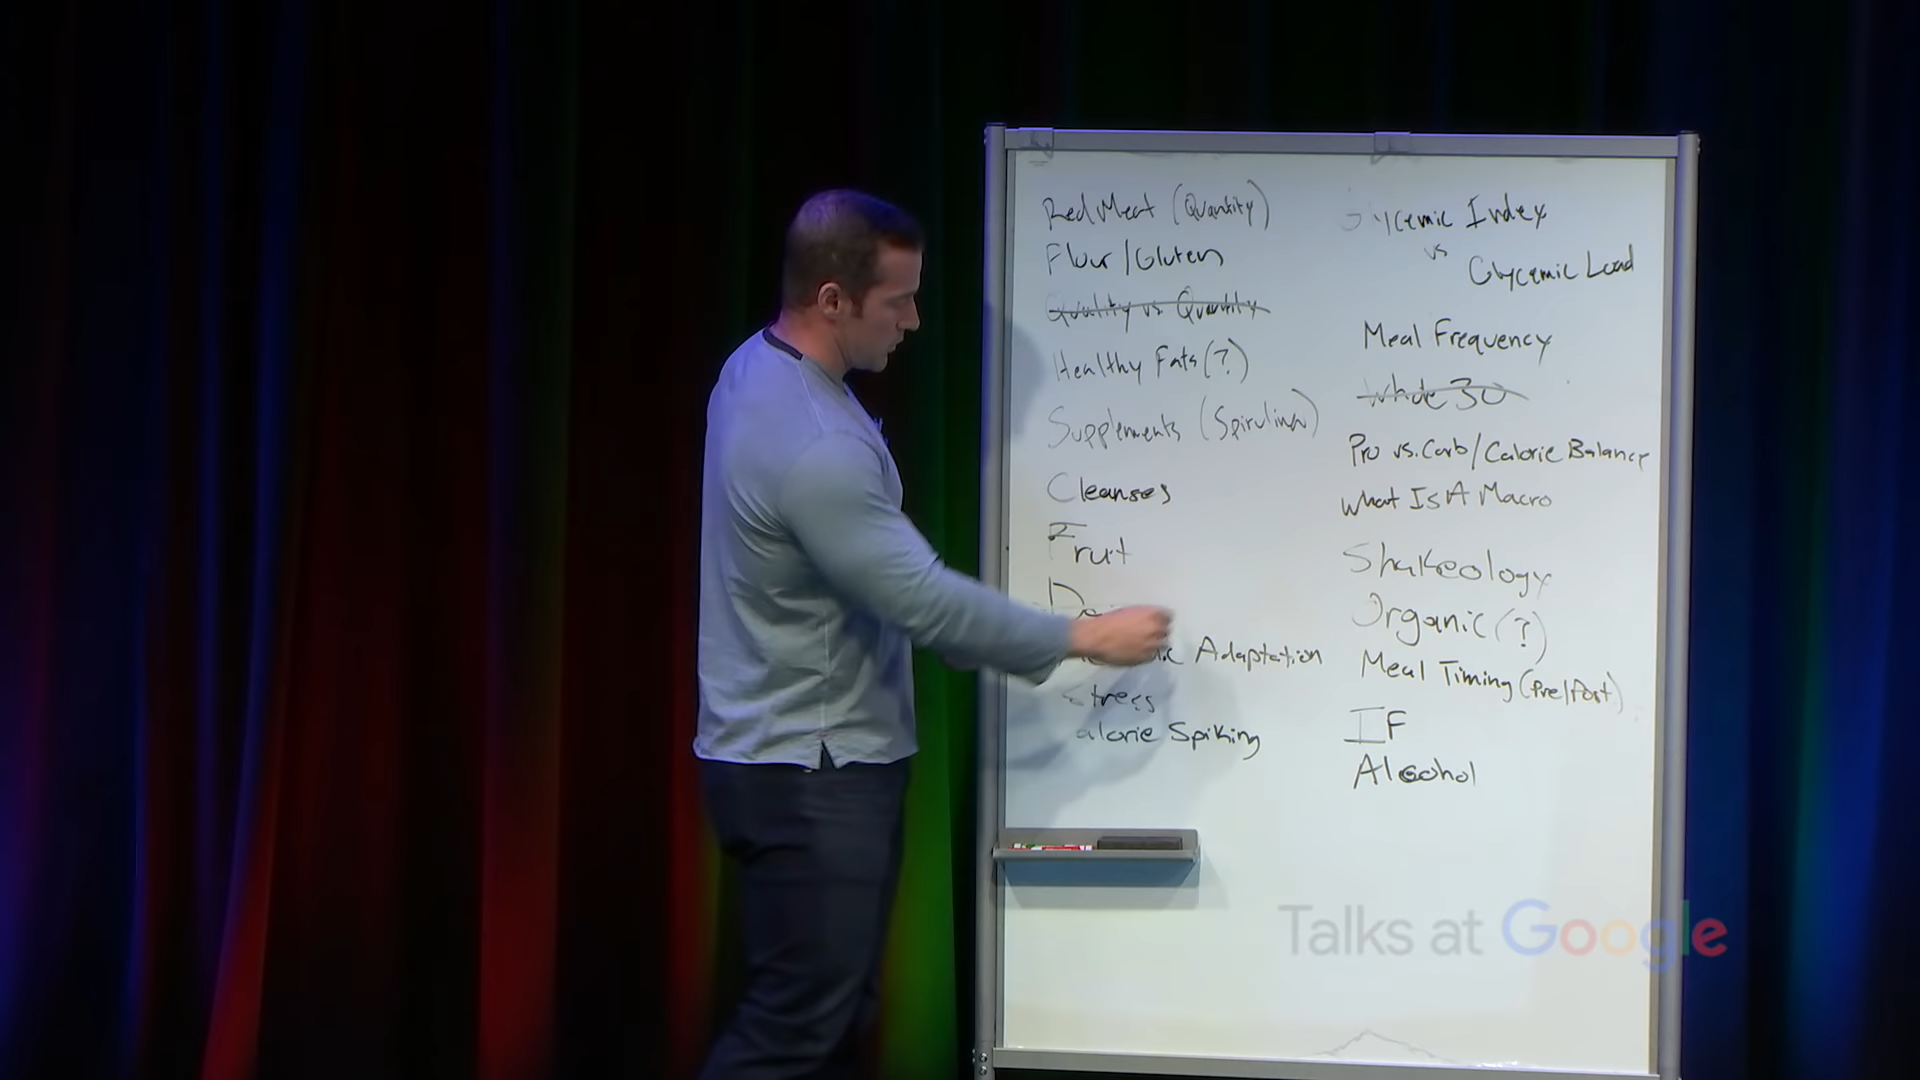 Red Meat (Quantity)
Flour/Gluten
Quality vs Quantity
Healthy Fats (?)
Supplements (Spirulina)
Cleanses
Fruit
Adaptation
Stress
alorie Spiking
lycemic Index
vs
Glycemic Load
Meal Frequency
Whole 30
Pro vs. Carb/Calorie Balance
What Is A Macro
Shakeology
Organic (?)
Meal Timing (Pre/Post)
IF
Alcohol
Talks at Google